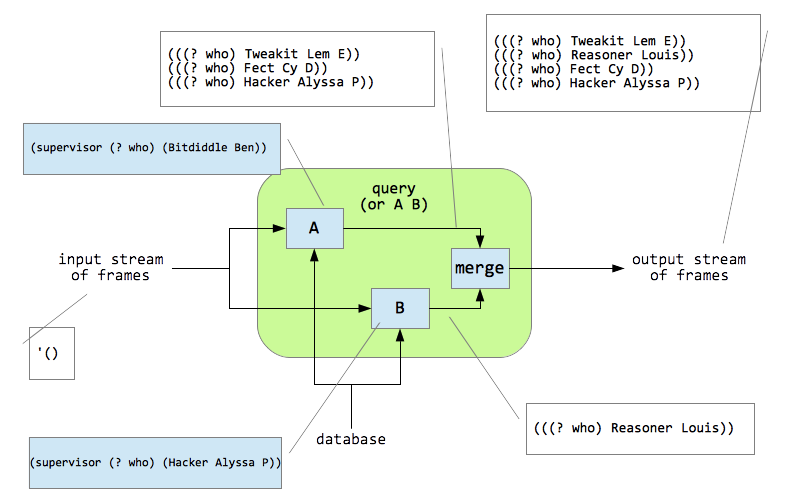 (((? who) Tweakit Lem E))
(((? who) Fect Cy D))
(((? who) Hacker Alyssa P))
(((? who) Tweakit Lem E))
(((? who) Reasoner Louis))
(((? who) Fect Cy D))
(((? who) Hacker Alyssa P))
(supervisor (? who) (Bitdiddle Ben))
query
(or A B)
A
input stream
of frames
merge
output stream
of frames
B
'()
(((? who) Reasoner Louis))
database
(supervisor (? who) (Hacker Alyssa P))